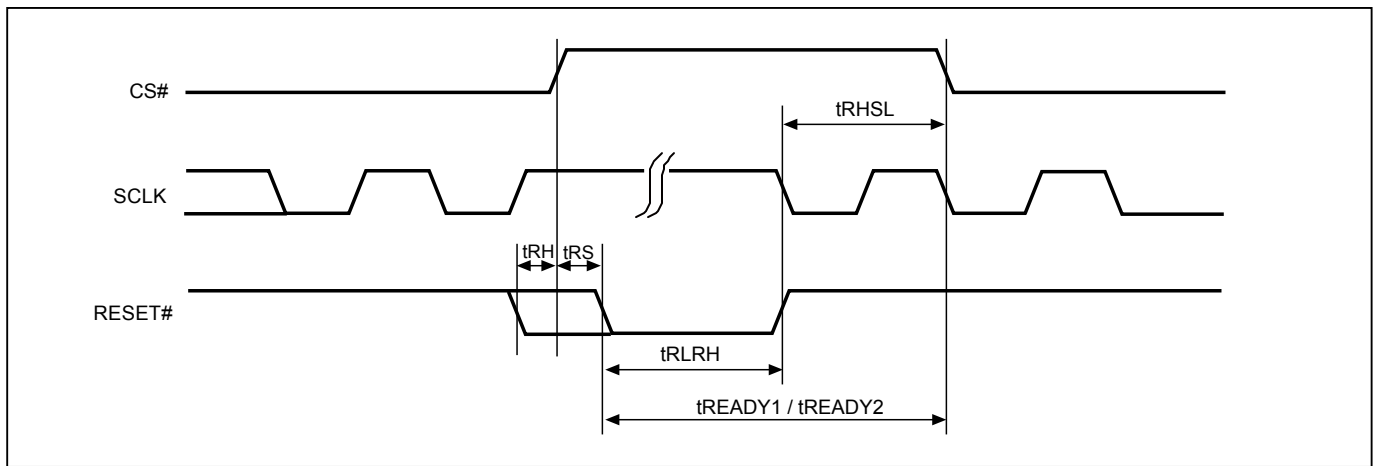 CS#
tRHSL
SCLK
tRH tRS
RESET#
tRLRH
tREADY1 / tREADY2